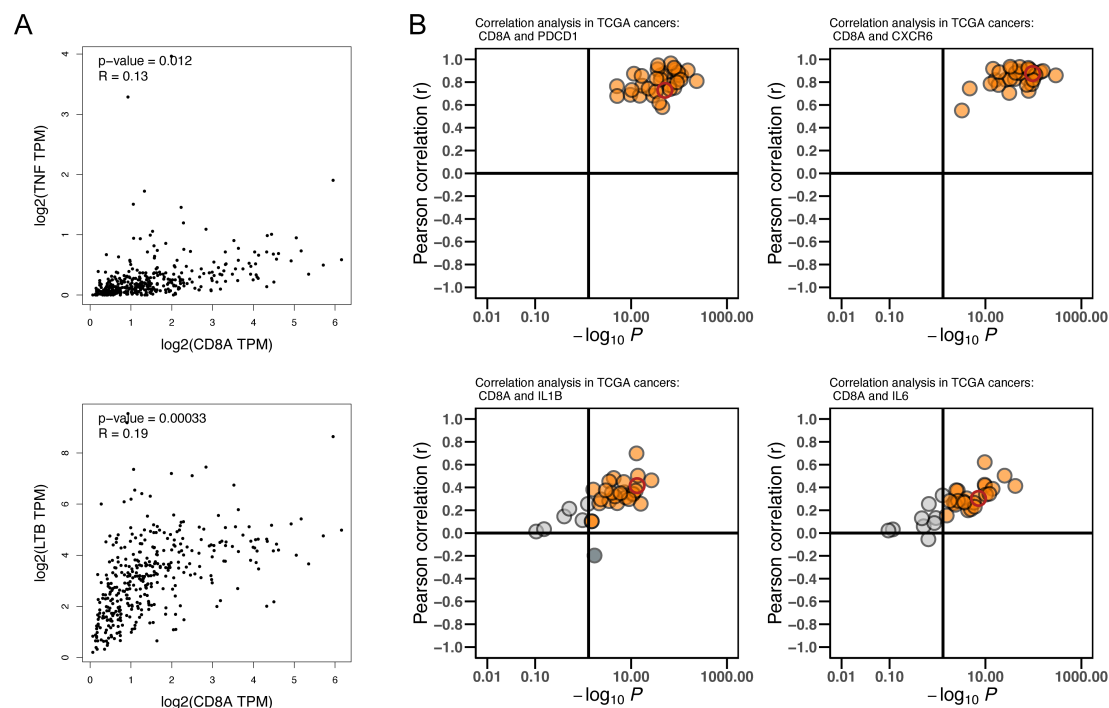 A
p-value = 0.012
R = 0.13
log2(TNF TPM)
4
3
2
1
0
0 1 2 3 4 5 6
log2(CD8A TPM)
p-value = 0.00033
R = 0.19
log2(LTB TPM)
8
6
4
2
0
0 1 2 3 4 5 6
log2(CD8A TPM)
B
Correlation analysis in TCGA cancers:
CD8A and PDCD1
Pearson correlation (r)
1.0
0.8
0.6
0.4
0.2
0.0
−0.2
−0.4
−0.6
−0.8
−1.0
0.01 0.10 10.00 1000.00
−log10 P
Correlation analysis in TCGA cancers:
CD8A and CXCR6
Pearson correlation (r)
1.0
0.8
0.6
0.4
0.2
0.0
−0.2
−0.4
−0.6
−0.8
−1.0
0.01 0.10 10.00 1000.00
−log10 P
Correlation analysis in TCGA cancers:
CD8A and IL1B
Pearson correlation (r)
1.0
0.8
0.6
0.4
0.2
0.0
−0.2
−0.4
−0.6
−0.8
−1.0
0.01 0.10 10.00 1000.00
−log10 P
Correlation analysis in TCGA cancers:
CD8A and IL6
Pearson correlation (r)
1.0
0.8
0.6
0.4
0.2
0.0
−0.2
−0.4
−0.6
−0.8
−1.0
0.01 0.10 10.00 1000.00
−log10 P